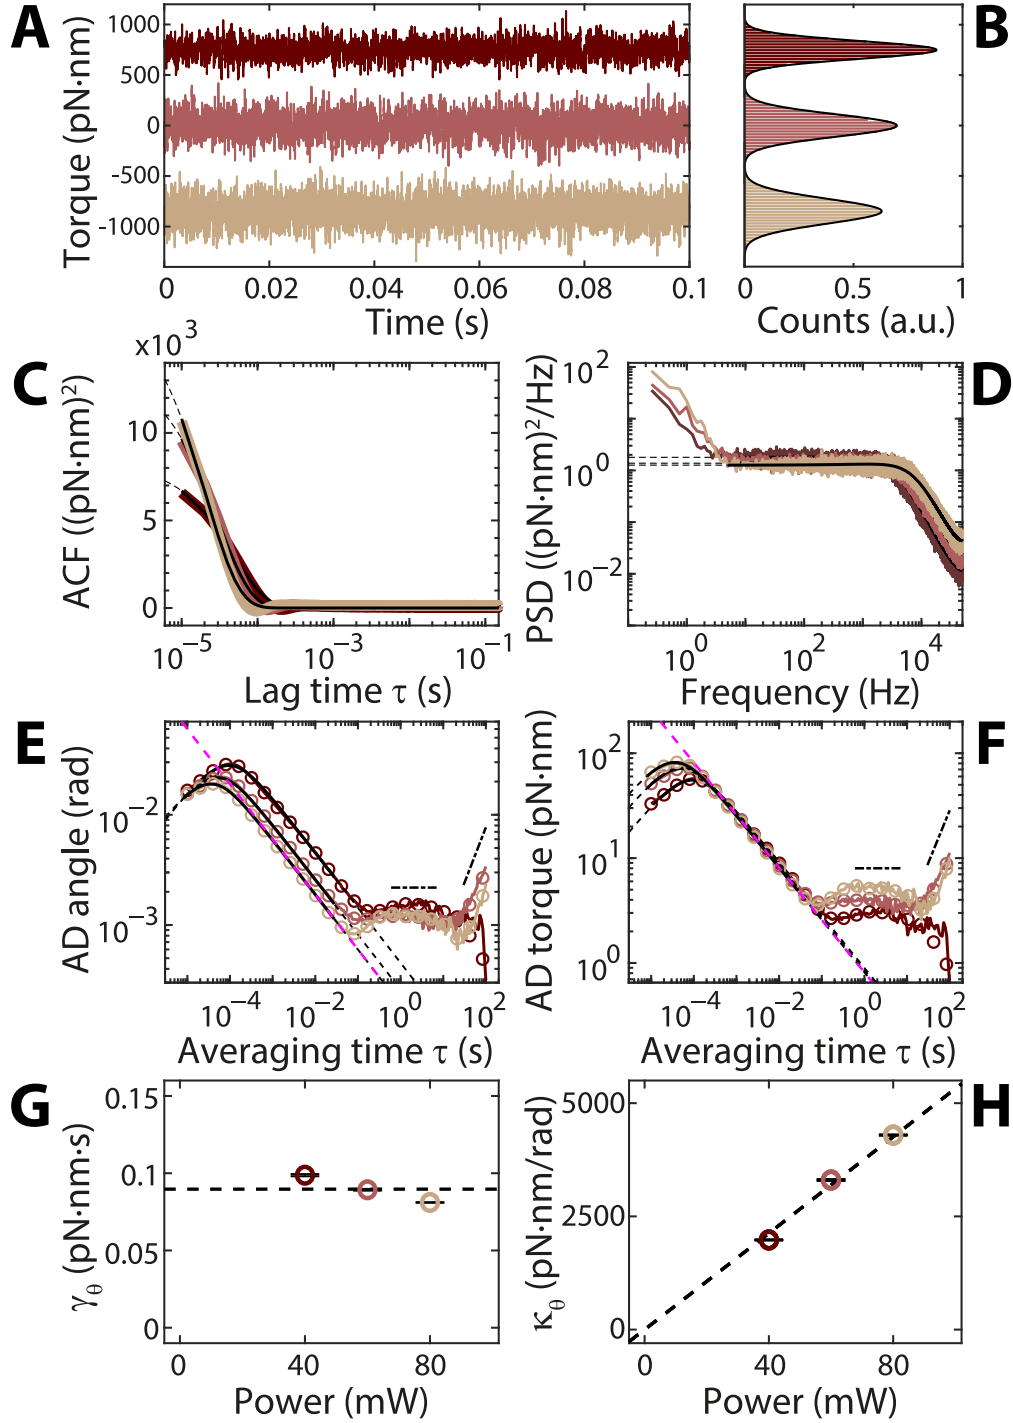 A
1000
500
0
-500
-1000
Torque (pN·nm)
0 0.02 0.04 0.06 0.08 0.1
Time (s)
B
0 0.5 1
Counts (a.u.)
C
x10³
10
5
0
ACF ((pN·nm)²)
10⁻⁵ 10⁻³ 10⁻¹
Lag time τ (s)
D
10²
10⁰
10⁻²
PSD ((pN·nm)²/Hz)
10⁰ 10² 10⁴
Frequency (Hz)
E
10⁻²
10⁻³
AD angle (rad)
10⁻⁴ 10⁻² 10⁰ 10²
Averaging time τ (s)
F
10²
10¹
10⁰
AD torque (pN·nm)
10⁻⁴ 10⁻² 10⁰ 10²
Averaging time τ (s)
G
0.15
0.1
0.05
0
γθ (pN·nm·s)
0 40 80
Power (mW)
H
5000
2500
0
κθ (pN·nm/rad)
0 40 80
Power (mW)